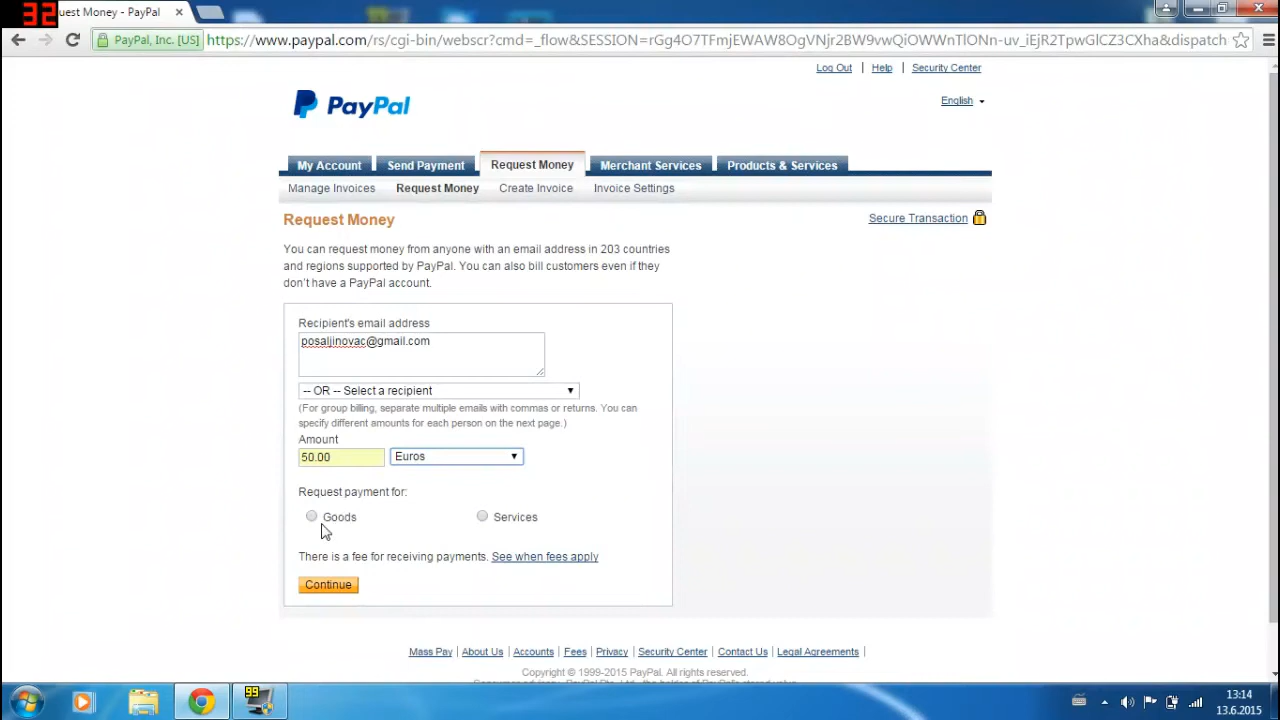 32
uest Money - PayPal
PayPal, Inc. [US]
https://www.paypal.com/rs/cgi-bin/webscr?cmd=_flow&SESSION=rGg4O7TFmjEWAW8OgVNjr2BW9vwQiOWWnTlONn-uv_iEjR2TpwGlCZ3CXha&dispatch
Log Out | Help | Security Center
PayPal
English
My Account
Send Payment
Request Money
Merchant Services
Products & Services
Manage Invoices
Request Money
Create Invoice
Invoice Settings
Request Money
Secure Transaction
You can request money from anyone with an email address in 203 countries
and regions supported by PayPal. You can also bill customers even if they
don't have a PayPal account.
Recipient's email address
posaljinovac@gmail.com
-- OR -- Select a recipient
(For group billing, separate multiple emails with commas or returns. You can
specify different amounts for each person on the next page.)
Amount
50.00
Euros
Request payment for:
Goods
Services
There is a fee for receiving payments. See when fees apply
Continue
Mass Pay | About Us | Accounts | Fees | Privacy | Security Center | Contact Us | Legal Agreements |
Copyright © 1999-2015 PayPal. All rights reserved.
99
13:14
13.6.2015